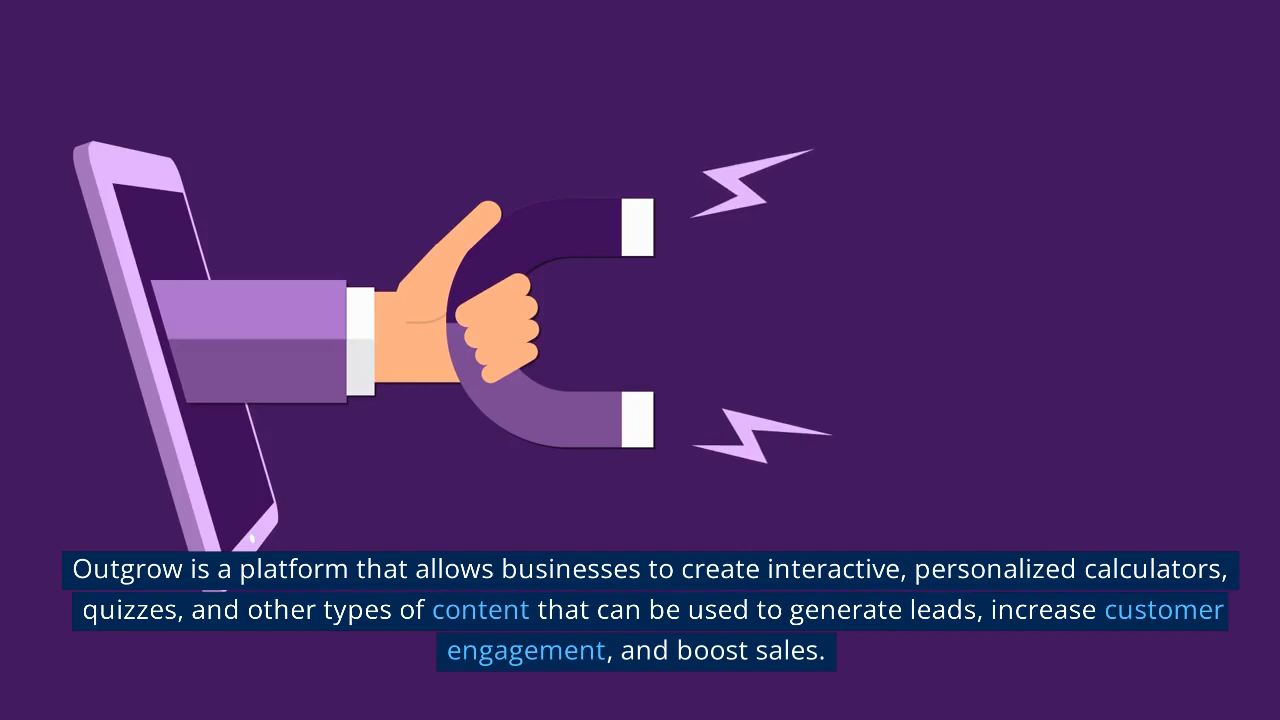 Outgrow is a platform that allows businesses to create interactive, personalized calculators,
quizzes, and other types of content that can be used to generate leads, increase customer
engagement, and boost sales.